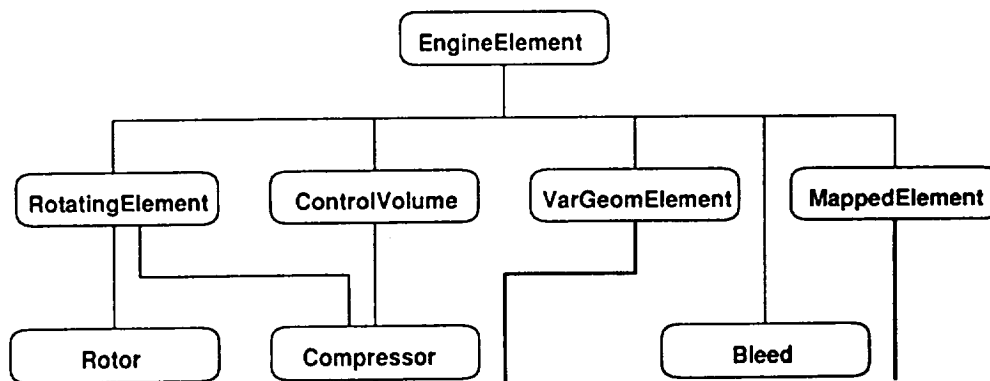 EngineElement
RotatingElement
ControlVolume
VarGeomElement
MappedElement
Rotor
Compressor
Bleed